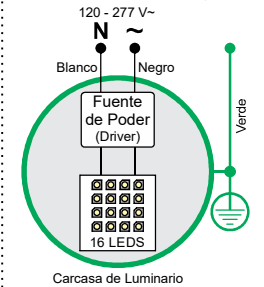 120 - 277 V~
N ~
Blanco Negro
Fuente
de Poder
(Driver)
Verde
16 LEDS
Carcasa de Luminario